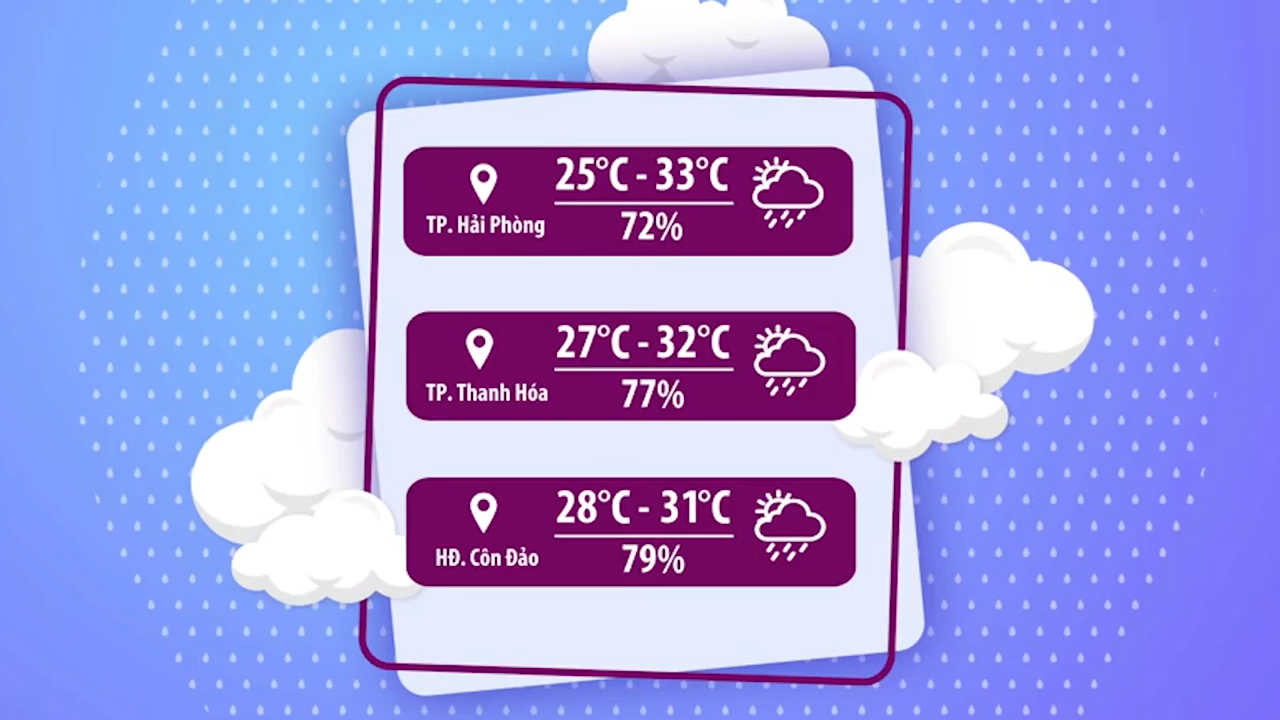 25°C - 33°C
TP. Hải Phòng
72%
27°C - 32°C
TP. Thanh Hóa
77%
28°C - 31°C
HĐ. Côn Đảo
79%